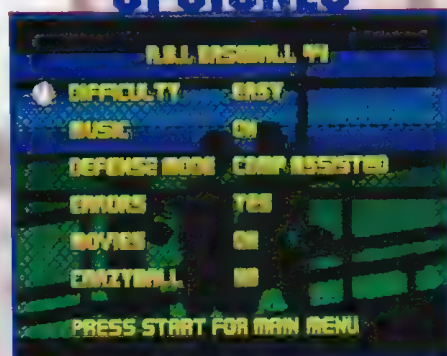 R.B.I. BASEBALL '94
DIFFICULTY EASY
MUSIC ON
DEFENSE MODE COMP ASSISTED
ERRORS YES
MOVIES ON
CRAZYBALL NO
PRESS START FOR MAIN MENU